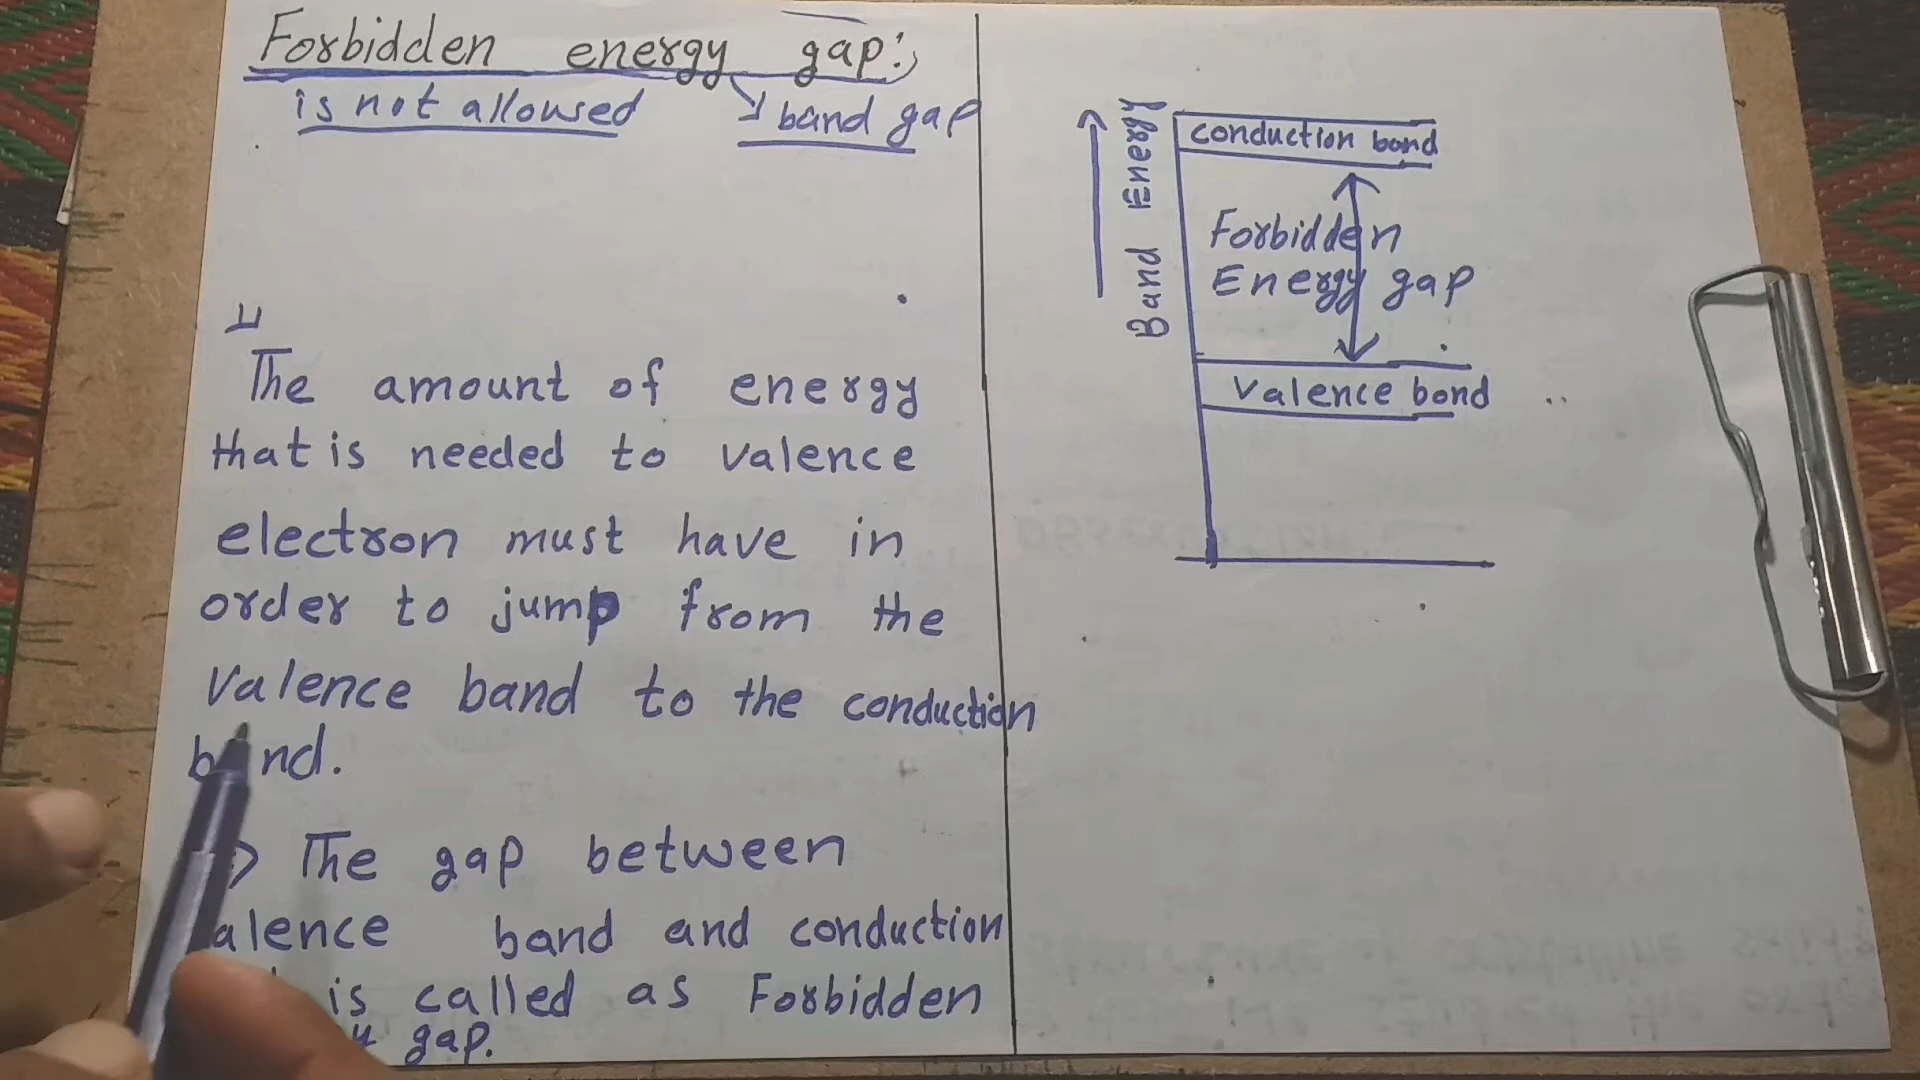 Forbidden energy gap:
is not allowed
band gap
The amount of energy
that is needed to valence
electron must have in
order to jump from the
valence band to the conduction
band.
The gap between
alence band and conduction
is called as Forbidden
gap.
Band Energy
conduction band
Forbidden
Energy gap
Valence bond